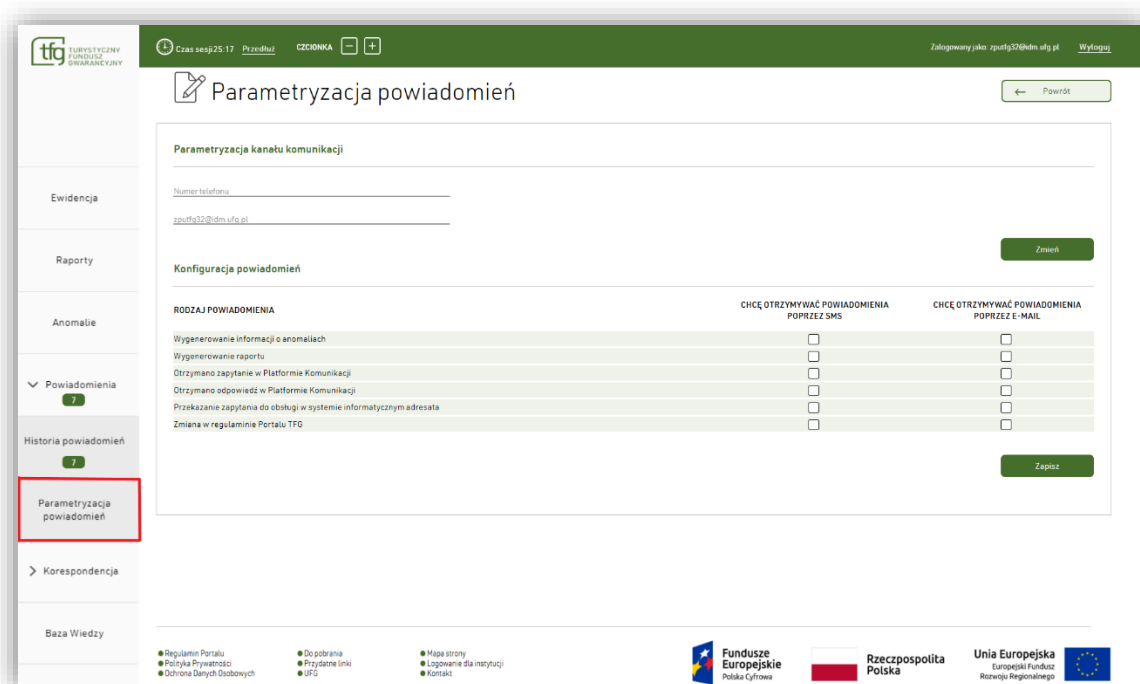 tfg TURYSTYCZNY
FUNDUSZ
GWARANCYJNY
Czas sesji 25:17 Przedłuż CZCIONKA − +
Zalogowany jako: zputfg32@idm.ufg.pl Wyloguj
Parametryzacja powiadomień
← Powrót
Ewidencja
Raporty
Anomalie
Powiadomienia
7
Historia powiadomień
7
Parametryzacja
powiadomień
Korespondencja
Baza Wiedzy
Parametryzacja kanału komunikacji
Numer telefonu
zputfg32@idm.ufg.pl
Zmień
Konfiguracja powiadomień
RODZAJ POWIADOMIENIA
CHCĘ OTRZYMYWAĆ POWIADOMIENIA
POPRZEZ SMS
CHCĘ OTRZYMYWAĆ POWIADOMIENIA
POPRZEZ E-MAIL
Wygenerowanie informacji o anomaliach
Wygenerowanie raportu
Otrzymano zapytanie w Platformie Komunikacji
Otrzymano odpowiedź w Platformie Komunikacji
Przekazanie zapytania do obsługi w systemie informatycznym adresata
Zmiana w regulaminie Portalu TFG
Zapisz
Regulamin Portalu
Polityka Prywatności
Ochrona Danych Osobowych
Do pobrania
Przydatne linki
UFG
Mapa strony
Logowanie dla instytucji
Kontakt
Fundusze
Europejskie
Polska Cyfrowa
Rzeczpospolita
Polska
Unia Europejska
Europejski Fundusz
Rozwoju Regionalnego